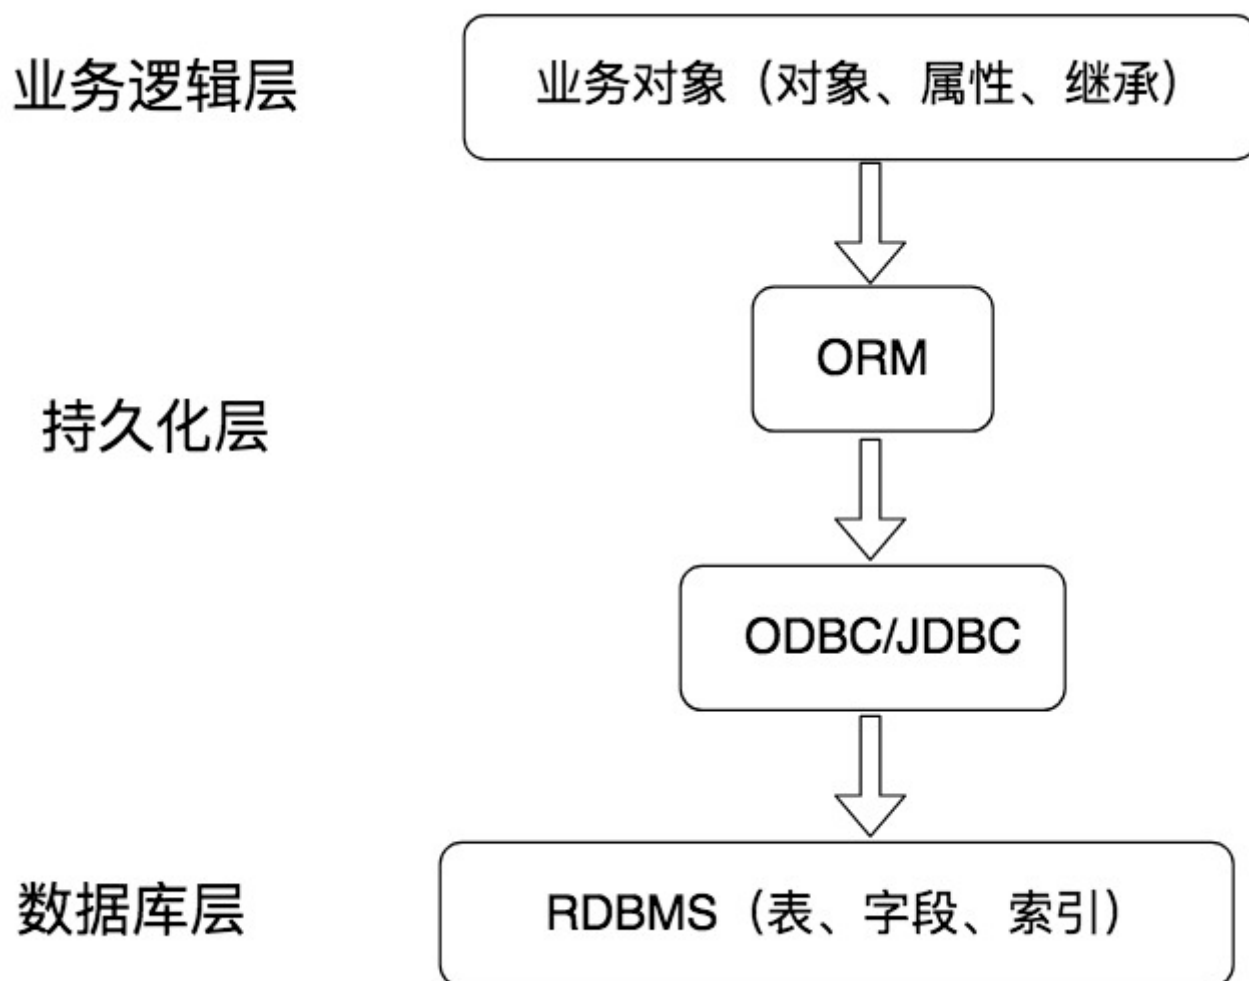 业务逻辑层
业务对象（对象、属性、继承）
ORM
持久化层
ODBC/JDBC
数据库层
RDBMS（表、字段、索引）